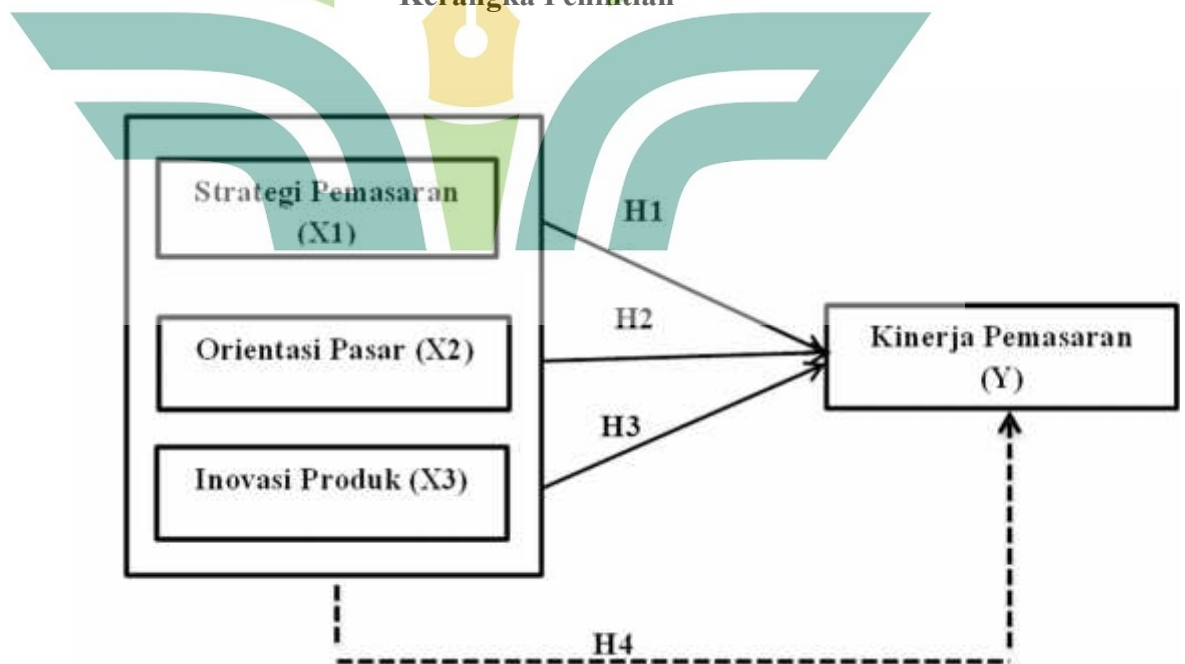 Strategi Pemasaran
(X1)
H1
H2
Orientasi Pasar (X2)
Kinerja Pemasaran
(Y)
H3
Inovasi Produk (X3)
H4